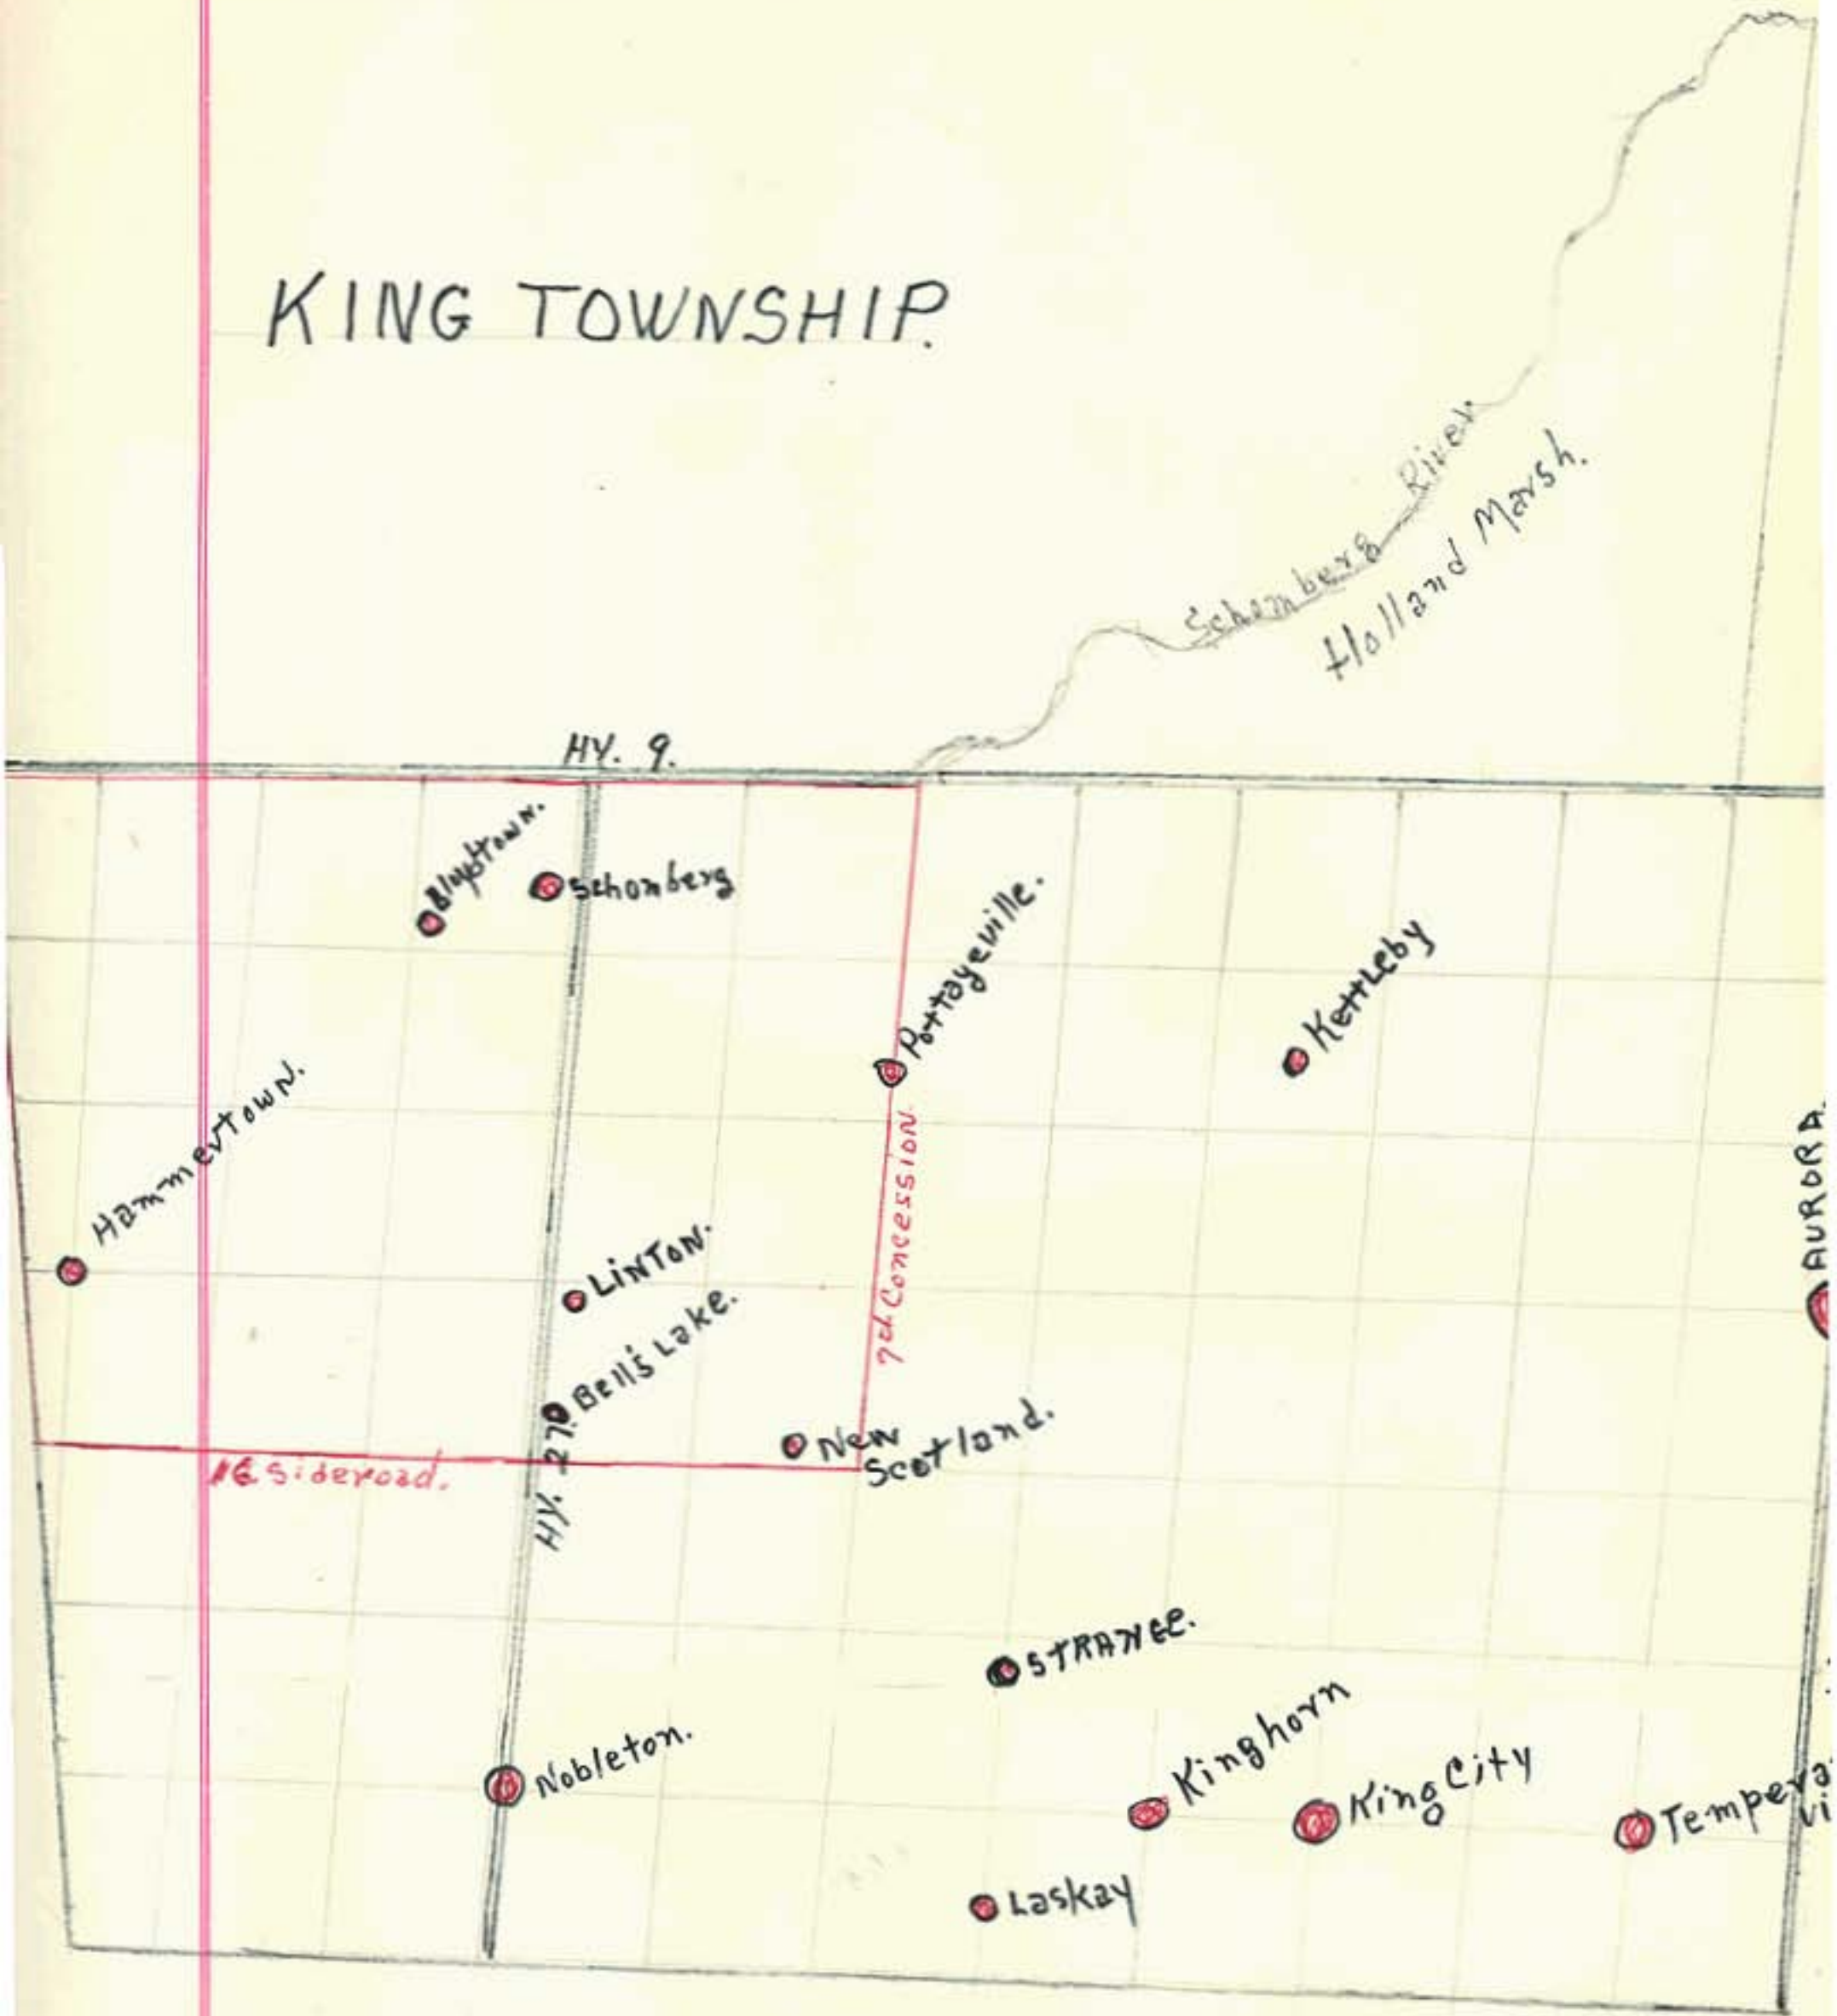 KING TOWNSHIP.
Schomberg River
Holland Marsh.
HY. 9.
Schomberg
Pottageville.
Kettleby
Hammertown.
7th Concession
AURORA.
LINTON.
Bell's Lake.
New
Scotland.
16 Sideroad.
HY. 27.
STRANGE.
Kinghorn
King City
Nobleton.
Laskay